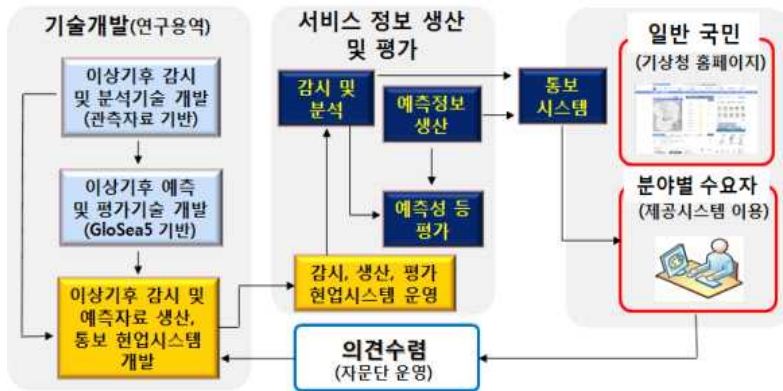 기술개발(연구용역)
이상기후 감시
및 분석기술 개발
(관측자료 기반)
이상기후 예측
및 평가기술 개발
(GloSea5 기반)
이상기후 감시 및
예측자료 생산,
통보 현업시스템
개발
서비스 정보 생산
및 평가
감시 및
분석
예측정보
생산
예측성 등
평가
감시, 생산, 평가
현업시스템 운영
통보
시스템
일반 국민
(기상청 홈페이지)
분야별 수요자
(제공시스템 이용)
의견수렴
(자문단 운영)